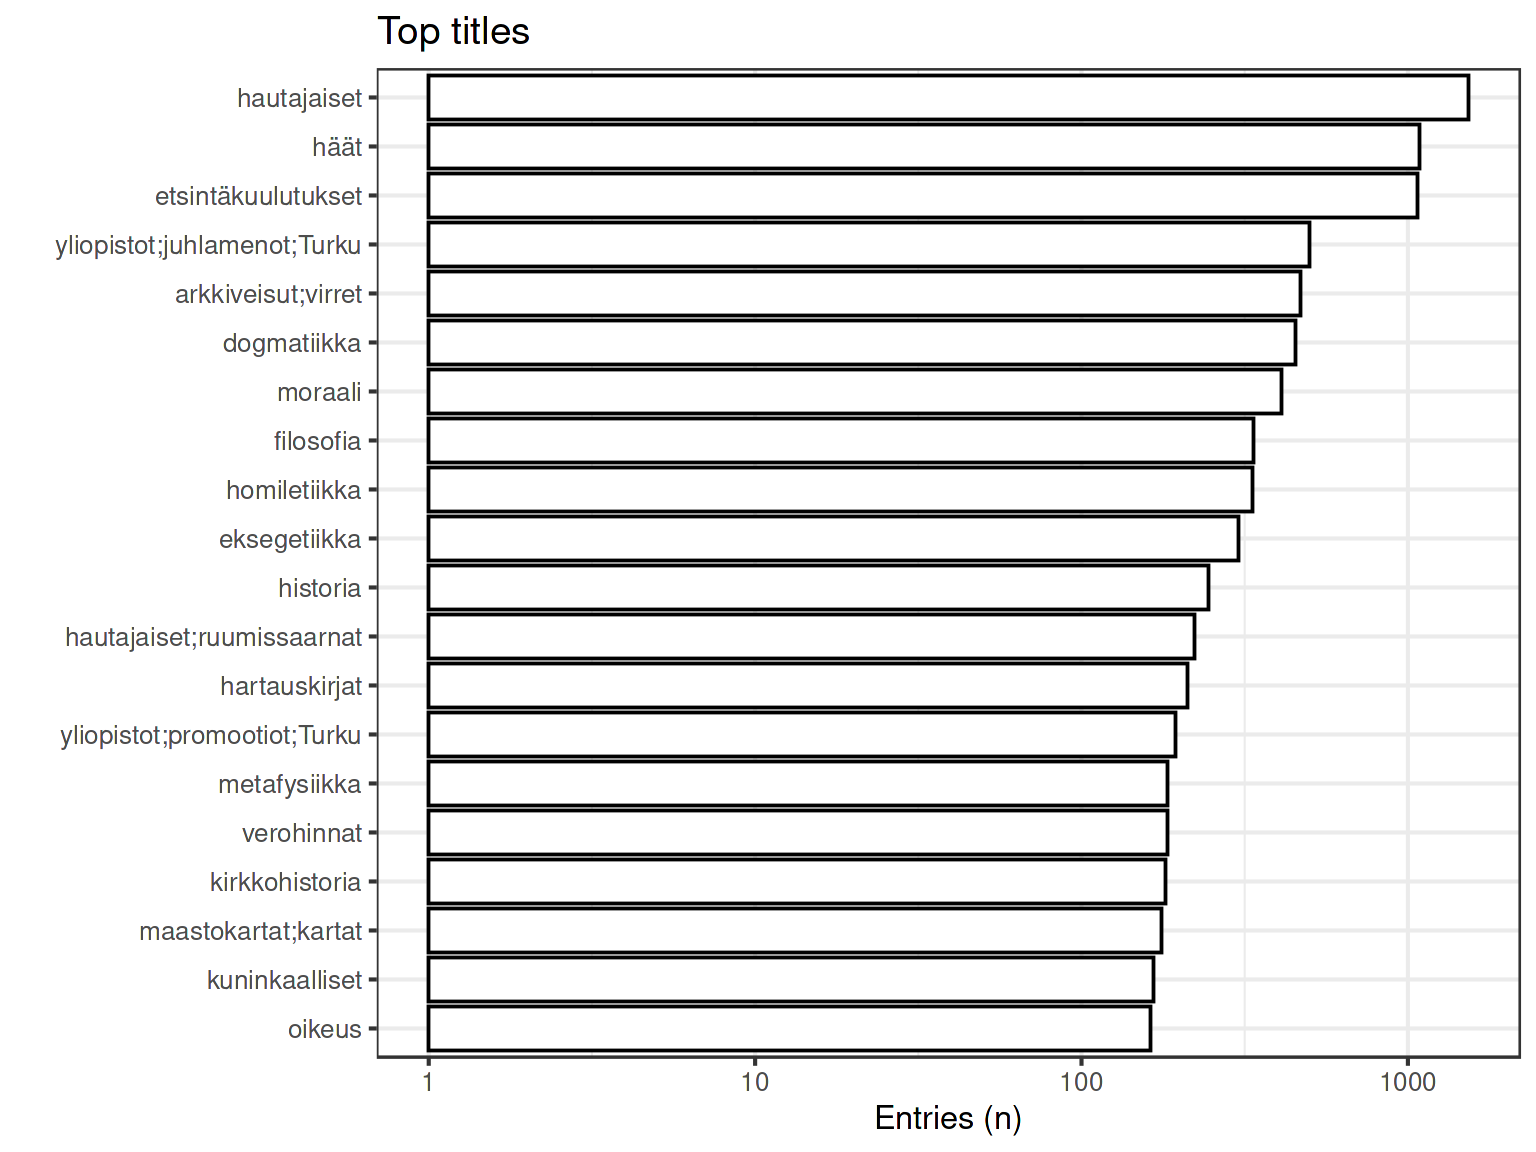 Top titles
hautajaiset
häät
etsintäkuulutukset
yliopistot;juhlamenot;Turku
arkkiveisut;virret
dogmatiikka
moraali
filosofia
homiletiikka
eksegetiikka
historia
hautajaiset;ruumissaarnat
hartauskirjat
yliopistot;promootiot;Turku
metafysiikka
verohinnat
kirkkohistoria
maastokartat;kartat
kuninkaalliset
oikeus
1 10 100 1000
Entries (n)